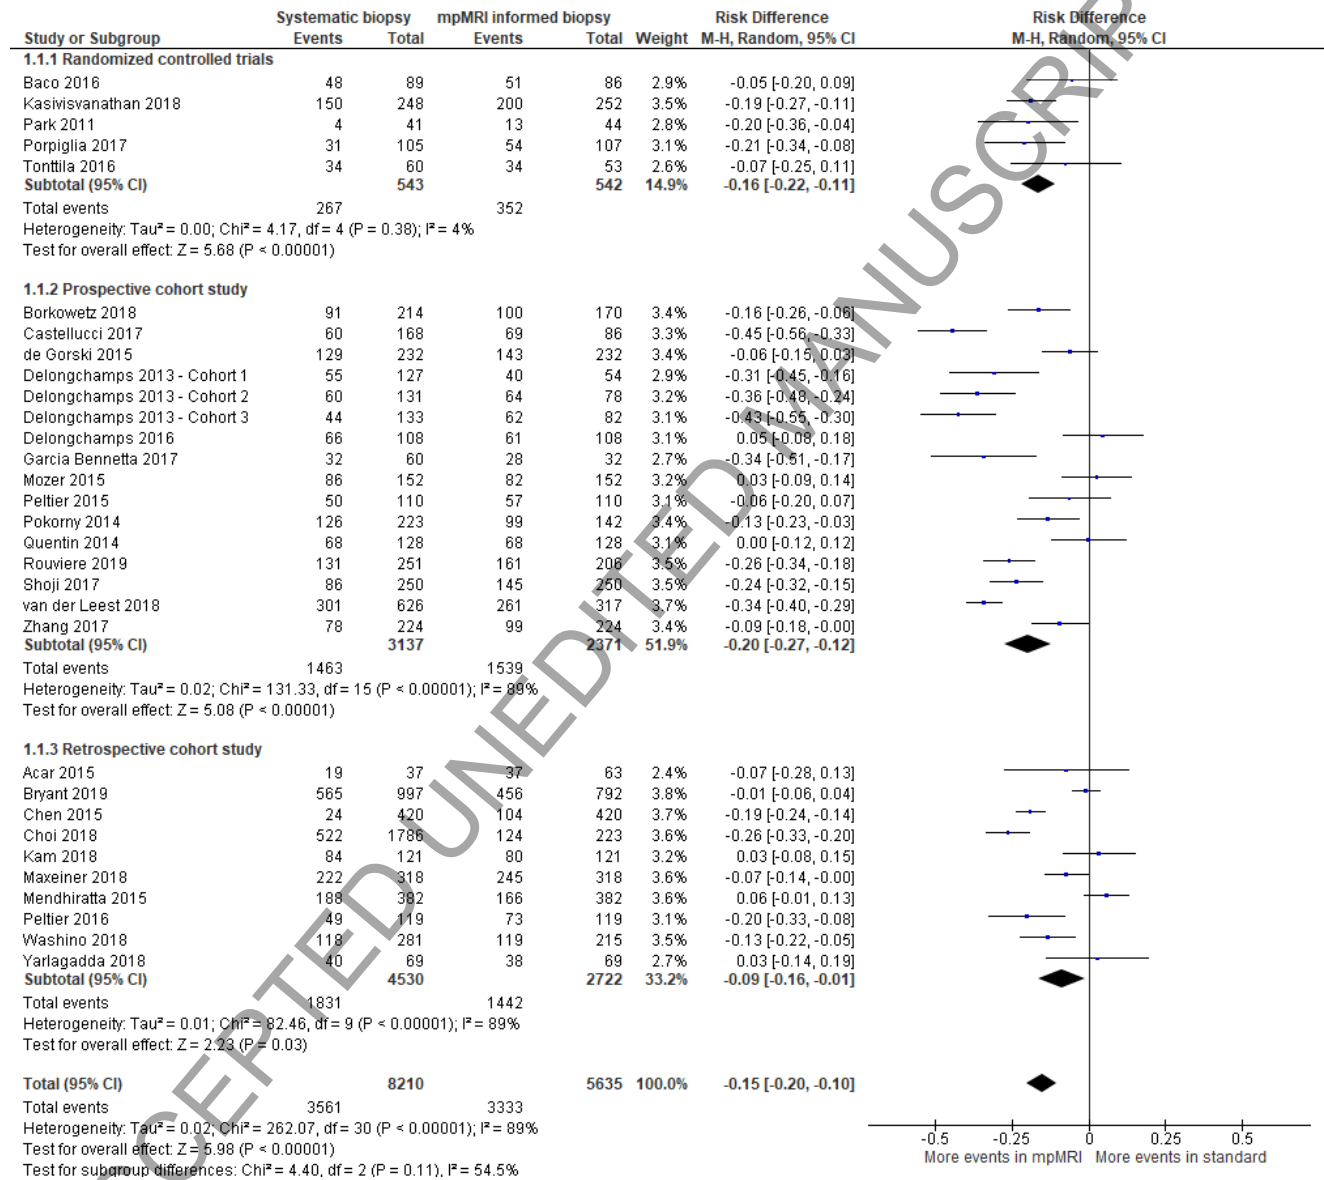 Systematic biopsy mpMRI informed biopsy Risk Difference Risk Difference
Study or Subgroup Events Total Events Total Weight M-H, Random, 95% CI M-H, Random, 95% CI
1.1.1 Randomized controlled trials
Baco 2016 48 89 51 86 2.9% -0.05 [-0.20, 0.09]
Kasivisvanathan 2018 150 248 200 252 3.5% -0.19 [-0.27, -0.11]
Park 2011 4 41 13 44 2.8% -0.20 [-0.36, -0.04]
Porpiglia 2017 31 105 54 107 3.1% -0.21 [-0.34, -0.08]
Tonttila 2016 34 60 34 53 2.6% -0.07 [-0.25, 0.11]
Subtotal (95% CI) 543 542 14.9% -0.16 [-0.22, -0.11]
Total events 267 352
Heterogeneity: Tau² = 0.00; Chi² = 4.17, df = 4 (P = 0.38); I² = 4%
Test for overall effect: Z = 5.68 (P < 0.00001)
1.1.2 Prospective cohort study
Borkowetz 2018 91 214 100 170 3.4% -0.16 [-0.26, -0.06]
Castellucci 2017 60 168 69 86 3.3% -0.45 [-0.56, -0.33]
de Gorski 2015 129 232 143 232 3.4% -0.06 [-0.15, 0.03]
Delongchamps 2013 - Cohort 1 55 127 40 54 2.9% -0.31 [-0.45, -0.16]
Delongchamps 2013 - Cohort 2 60 131 64 78 3.2% -0.36 [-0.48, -0.24]
Delongchamps 2013 - Cohort 3 44 133 62 82 3.1% -0.43 [-0.55, -0.30]
Delongchamps 2016 66 108 61 108 3.1% 0.05 [-0.08, 0.18]
Garcia Bennetta 2017 32 60 28 32 2.7% -0.34 [-0.51, -0.17]
Mozer 2015 86 152 82 152 3.2% 0.03 [-0.09, 0.14]
Peltier 2015 50 110 57 110 3.1% -0.06 [-0.20, 0.07]
Pokorny 2014 126 223 99 142 3.4% -0.13 [-0.23, -0.03]
Quentin 2014 68 128 68 128 3.1% 0.00 [-0.12, 0.12]
Rouviere 2019 131 251 161 206 3.5% -0.26 [-0.34, -0.18]
Shoji 2017 86 250 145 250 3.5% -0.24 [-0.32, -0.15]
van der Leest 2018 301 626 261 317 3.7% -0.34 [-0.40, -0.29]
Zhang 2017 78 224 99 224 3.4% -0.09 [-0.18, -0.00]
Subtotal (95% CI) 3137 2371 51.9% -0.20 [-0.27, -0.12]
Total events 1463 1539
Heterogeneity: Tau² = 0.02; Chi² = 131.33, df = 15 (P < 0.00001); I² = 89%
Test for overall effect: Z = 5.08 (P < 0.00001)
1.1.3 Retrospective cohort study
Acar 2015 19 37 37 63 2.4% -0.07 [-0.28, 0.13]
Bryant 2019 565 997 456 792 3.8% -0.01 [-0.06, 0.04]
Chen 2015 24 420 104 420 3.7% -0.19 [-0.24, -0.14]
Choi 2018 522 1786 124 223 3.6% -0.26 [-0.33, -0.20]
Kam 2018 84 121 80 121 3.2% 0.03 [-0.08, 0.15]
Maxeiner 2018 222 318 245 318 3.6% -0.07 [-0.14, -0.00]
Mendhiratta 2015 188 382 166 382 3.6% 0.06 [-0.01, 0.13]
Peltier 2016 49 119 73 119 3.1% -0.20 [-0.33, -0.08]
Washino 2018 118 281 119 215 3.5% -0.13 [-0.22, -0.05]
Yarlagadda 2018 40 69 38 69 2.7% 0.03 [-0.14, 0.19]
Subtotal (95% CI) 4530 2722 33.2% -0.09 [-0.16, -0.01]
Total events 1831 1442
Heterogeneity: Tau² = 0.01; Chi² = 82.46, df = 9 (P < 0.00001); I² = 89%
Test for overall effect: Z = 2.23 (P = 0.03)
Total (95% CI) 8210 5635 100.0% -0.15 [-0.20, -0.10]
Total events 3561 3333
Heterogeneity: Tau² = 0.02; Chi² = 262.07, df = 30 (P < 0.00001); I² = 89%
Test for overall effect: Z = 5.98 (P < 0.00001)
Test for subgroup differences: Chi² = 4.40, df = 2 (P = 0.11), I² = 54.5%
-0.5 -0.25 0 0.25 0.5
More events in mpMRI More events in standard
CCEPTED UNEDITED MANUSCRIP